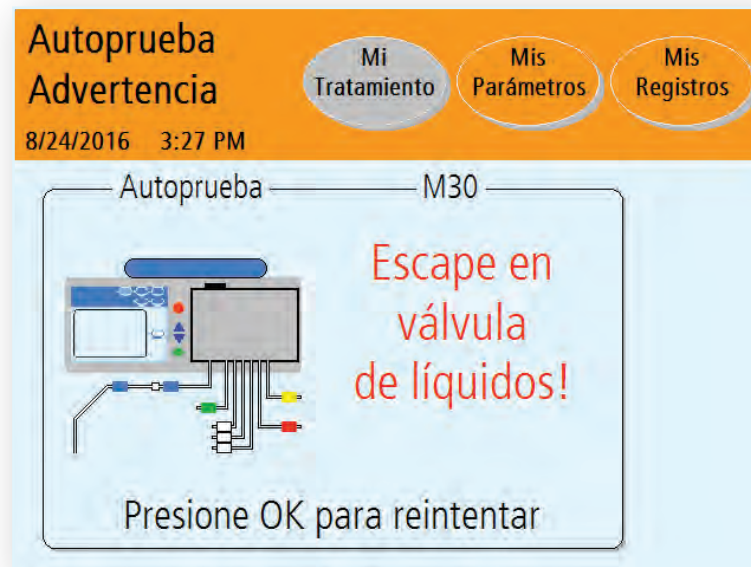 Autoprueba
Advertencia
8/24/2016 3:27 PM
Mi
Tratamiento
Mis
Parámetros
Mis
Registros
Autoprueba M30
Escape en
válvula
de líquidos!
Presione OK para reintentar